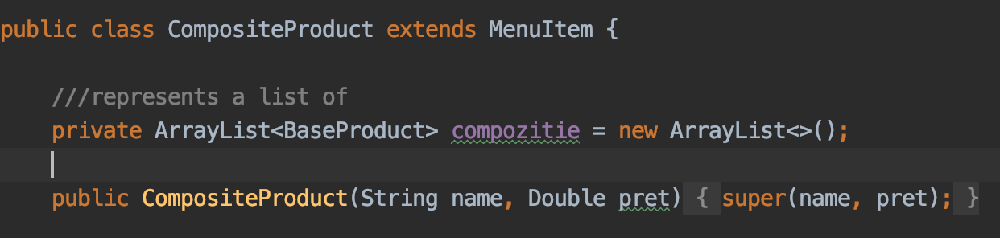 public class CompositeProduct extends MenuItem {
///represents a list of
private ArrayList<BaseProduct> compozitie = new ArrayList<>();
public CompositeProduct(String name, Double pret) { super(name, pret); }